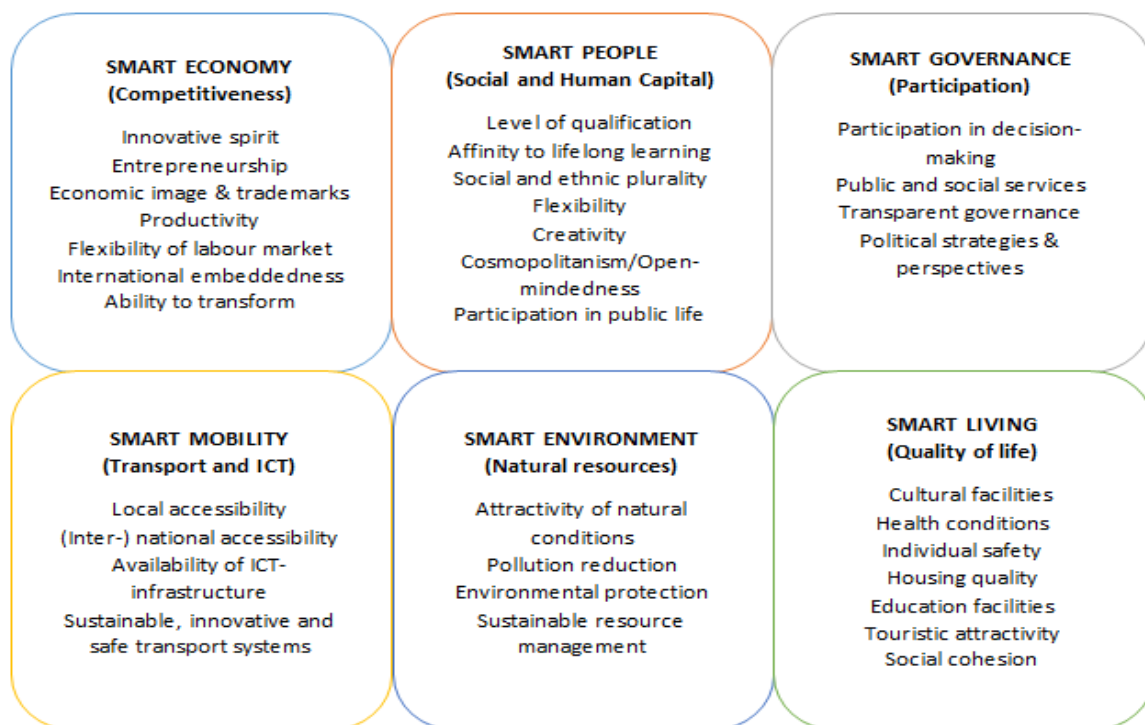 SMART ECONOMY
(Competitiveness)
Innovative spirit
Entrepreneurship
Economic image & trademarks
Productivity
Flexibility of labour market
International embeddedness
Ability to transform
SMART PEOPLE
(Social and Human Capital)
Level of qualification
Affinity to lifelong learning
Social and ethnic plurality
Flexibility
Creativity
Cosmopolitanism/Open-
mindedness
Participation in public life
SMART GOVERNANCE
(Participation)
Participation in decision-
making
Public and social services
Transparent governance
Political strategies &
perspectives
SMART MOBILITY
(Transport and ICT)
Local accessibility
(Inter-) national accessibility
Availability of ICT-
infrastructure
Sustainable, innovative and
safe transport systems
SMART ENVIRONMENT
(Natural resources)
Attractivity of natural
conditions
Pollution reduction
Environmental protection
Sustainable resource
management
SMART LIVING
(Quality of life)
Cultural facilities
Health conditions
Individual safety
Housing quality
Education facilities
Touristic attractivity
Social cohesion